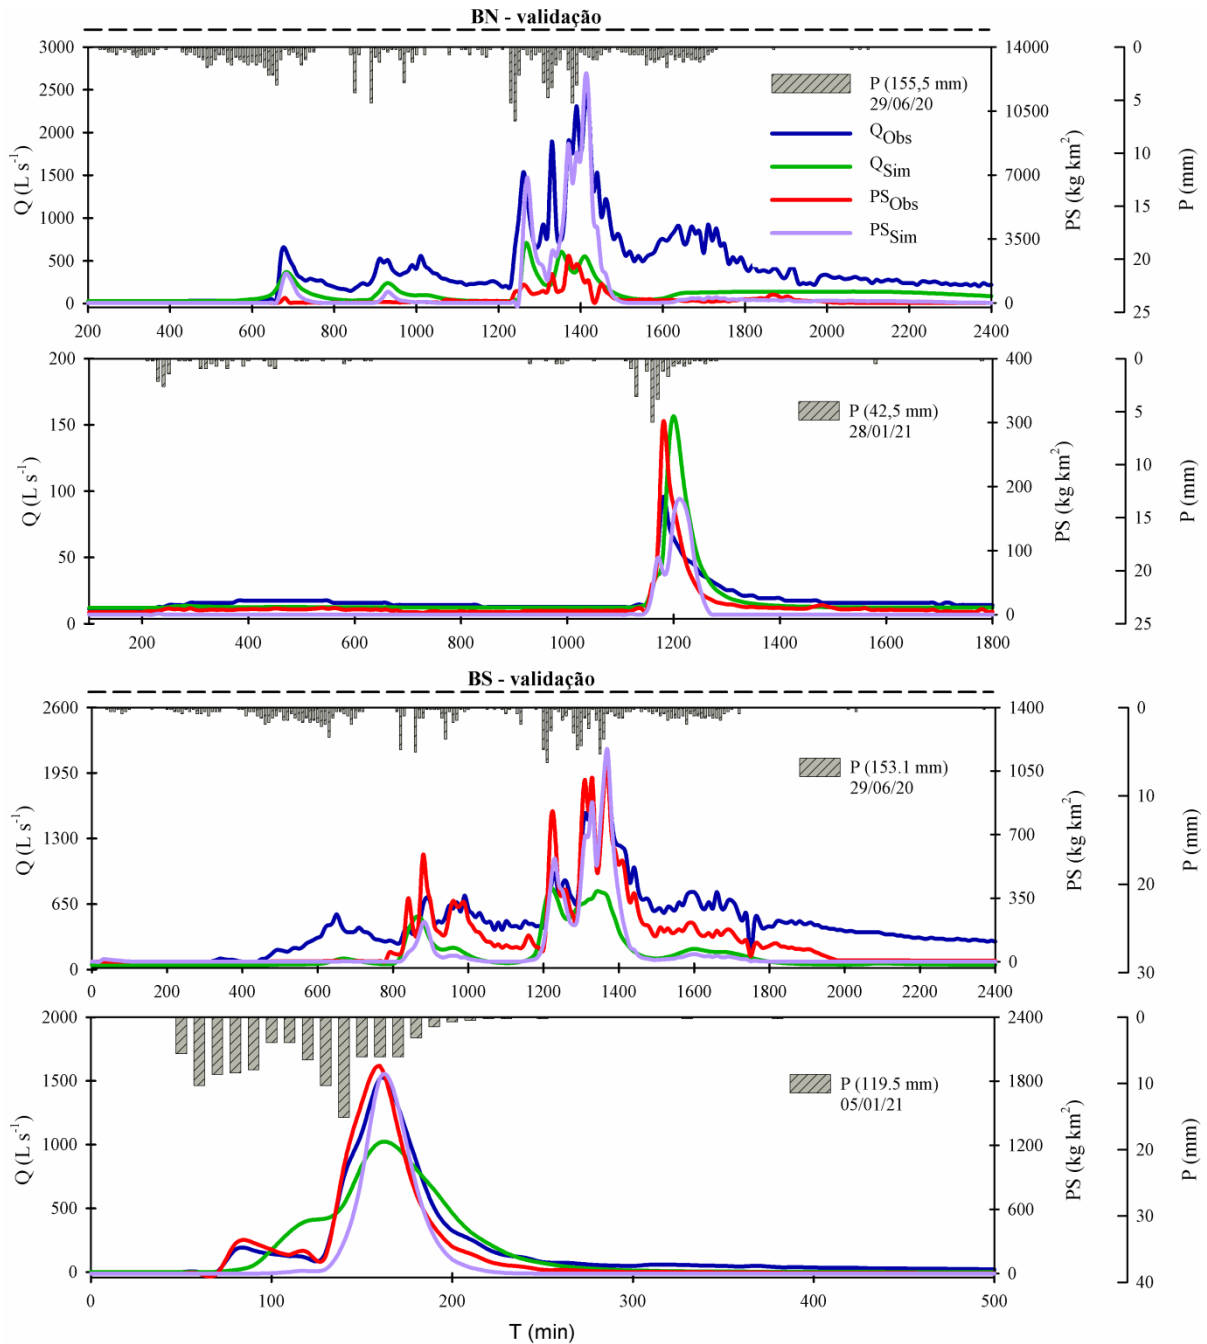 BN - validação
3000
2500
2000
1500
1000
500
0
Q (L s⁻¹)
200 400 600 800 1000 1200 1400 1600 1800 2000 2200 2400
14000
10500
7000
3500
0
PS (kg km²)
0
5
10
15
20
25
P (mm)
P (155,5 mm)
29/06/20
Q Obs
Q Sim
PS Obs
PS Sim
200
150
100
50
0
Q (L s⁻¹)
200 400 600 800 1000 1200 1400 1600 1800
400
300
200
100
0
PS (kg km²)
0
5
10
15
20
25
P (mm)
P (42,5 mm)
28/01/21
BS - validação
2600
1950
1300
650
0
Q (L s⁻¹)
0 200 400 600 800 1000 1200 1400 1600 1800 2000 2200 2400
1400
1050
700
350
0
PS (kg km²)
0
10
20
30
P (mm)
P (153.1 mm)
29/06/20
2000
1500
1000
500
0
Q (L s⁻¹)
0 100 200 300 400 500
2400
1800
1200
600
0
PS (kg km²)
0
10
20
30
40
P (mm)
P (119.5 mm)
05/01/21
T (min)